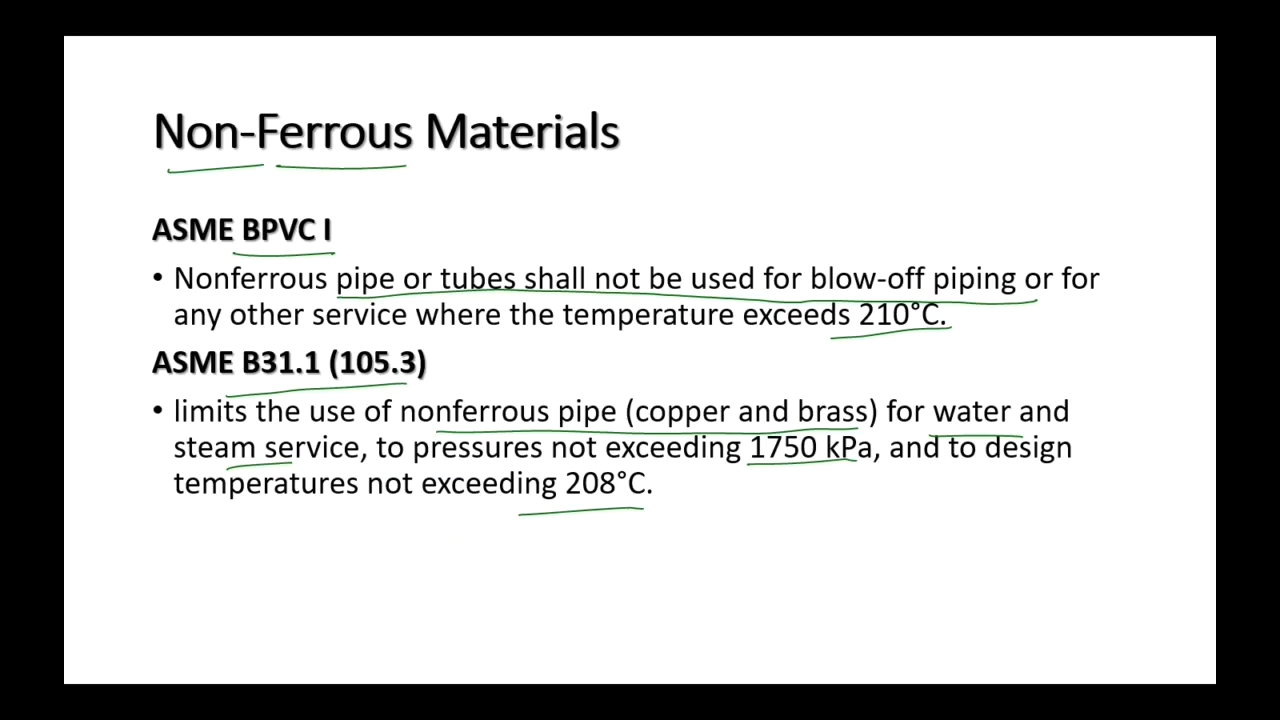 Non-Ferrous Materials
ASME BPVC I
• Nonferrous pipe or tubes shall not be used for blow-off piping or for
any other service where the temperature exceeds 210°C.
ASME B31.1 (105.3)
• limits the use of nonferrous pipe (copper and brass) for water and
steam service, to pressures not exceeding 1750 kPa, and to design
temperatures not exceeding 208°C.